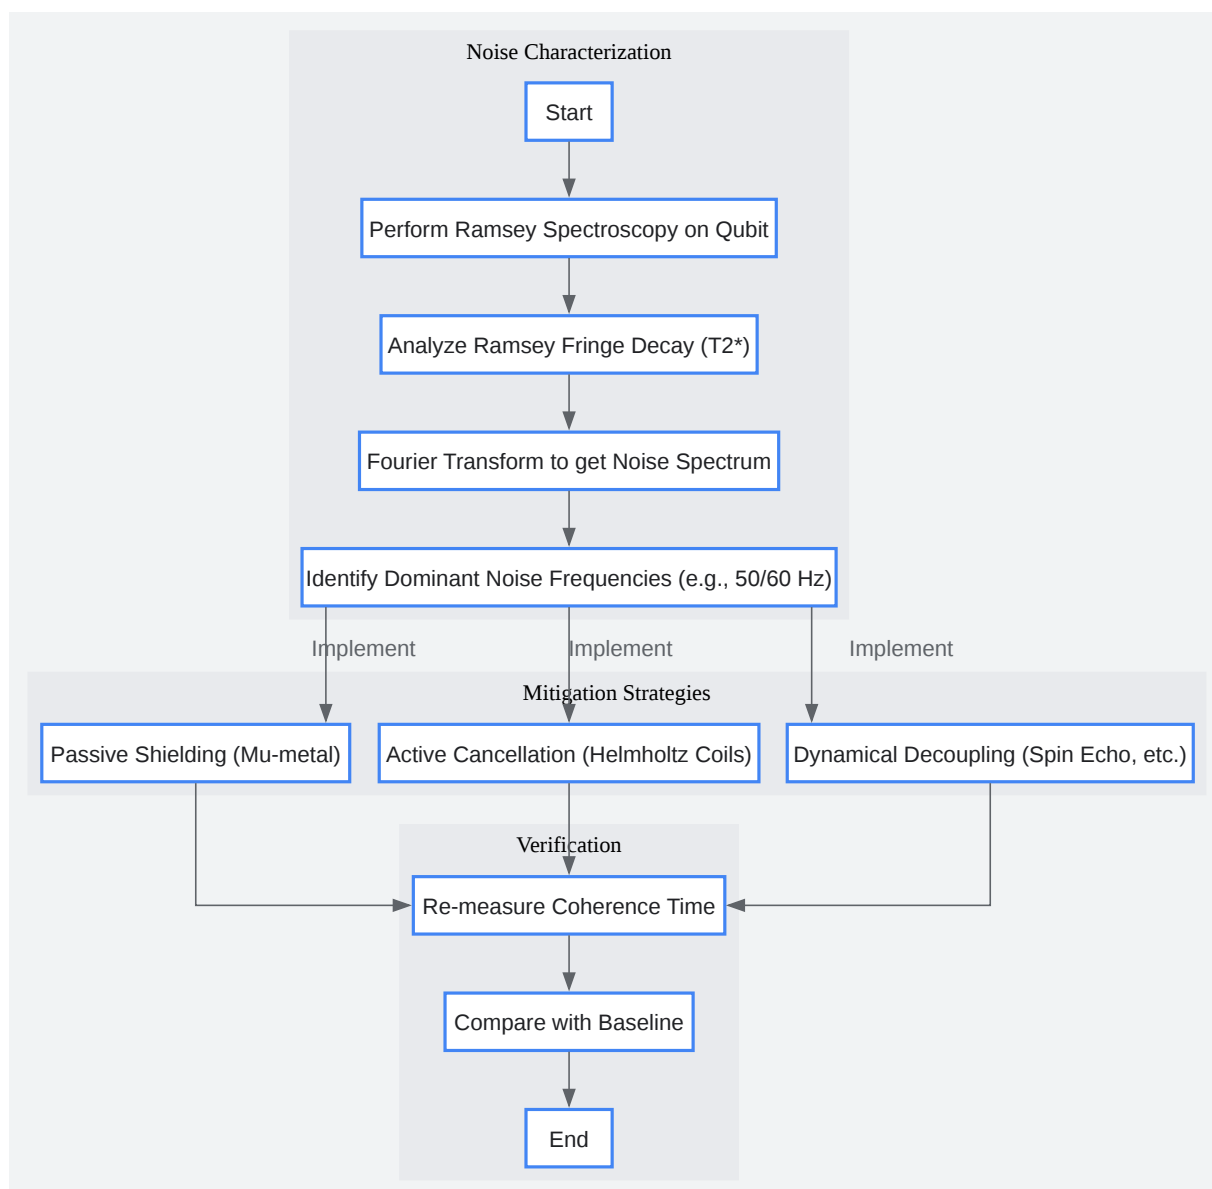 Noise Characterization
Start
Perform Ramsey Spectroscopy on Qubit
Analyze Ramsey Fringe Decay (T2*)
Fourier Transform to get Noise Spectrum
Identify Dominant Noise Frequencies (e.g., 50/60 Hz)
Implement
Implement
Implement
Mitigation Strategies
Passive Shielding (Mu-metal)
Active Cancellation (Helmholtz Coils)
Dynamical Decoupling (Spin Echo, etc.)
Verification
Re-measure Coherence Time
Compare with Baseline
End